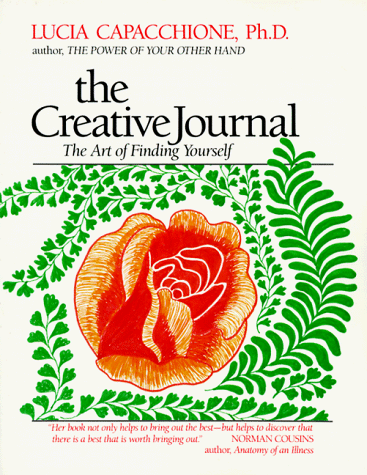 LUCIA CAPACCHIONE, Ph.D.
author, THE POWER OF YOUR OTHER HAND
the
Creative Journal
The Art of Finding Yourself
"Her book not only helps to bring out the best—but helps to discover that
there is a best that is worth bringing out." NORMAN COUSINS
author, Anatomy of an Illness